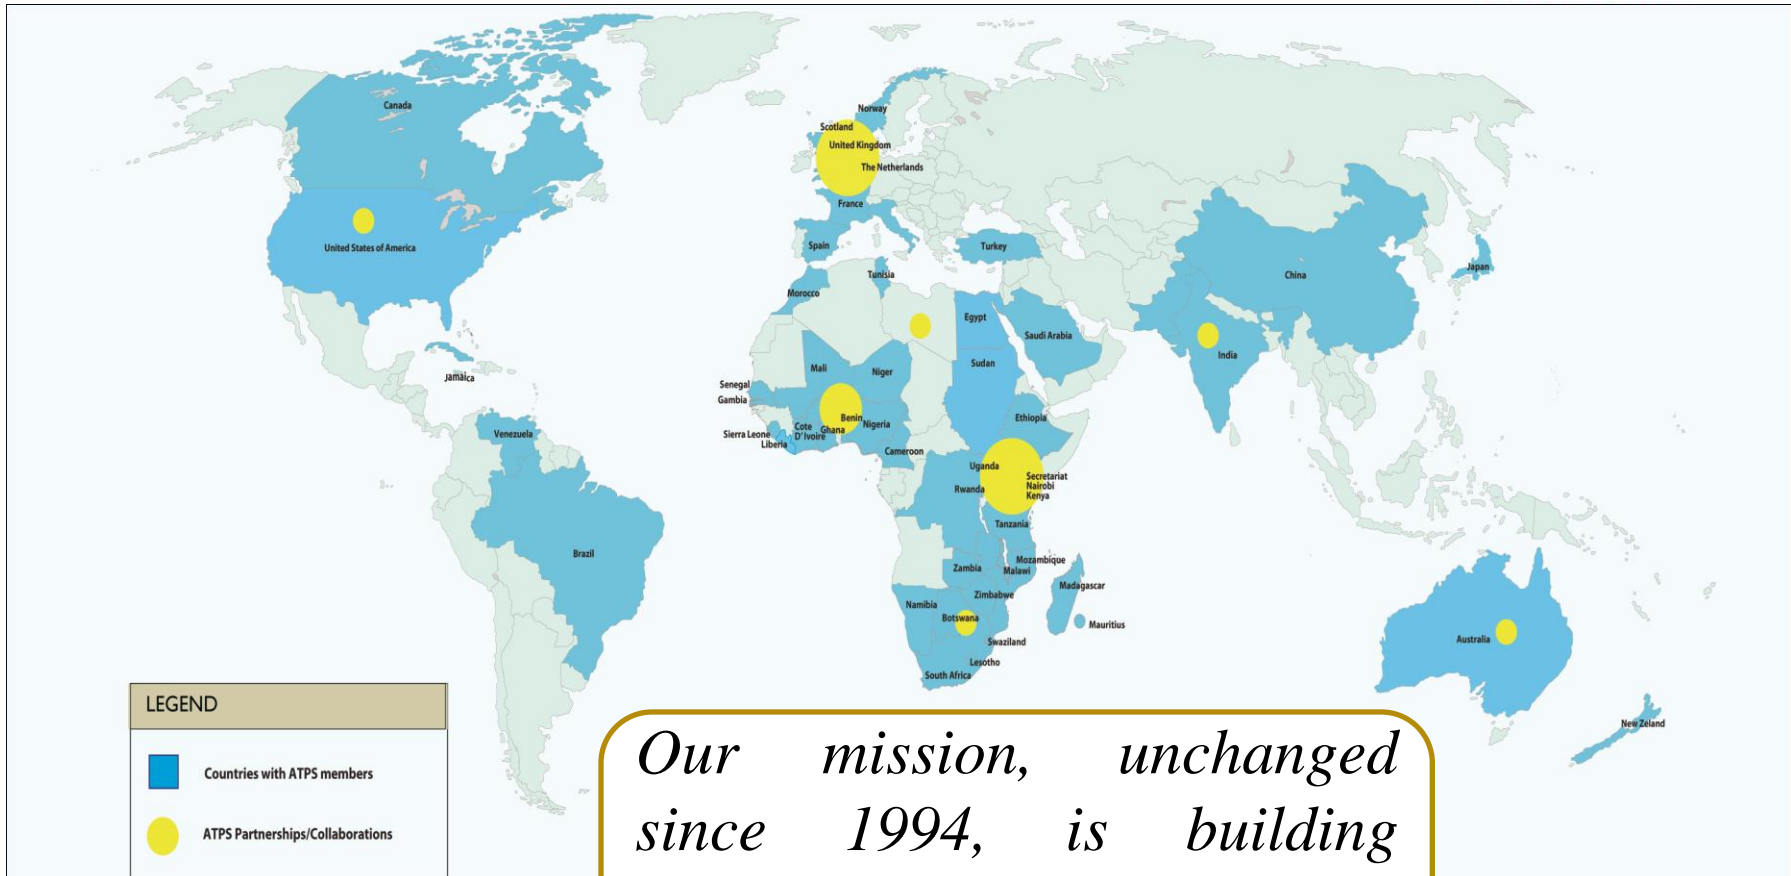 Canada
Norway
Scotland
United Kingdom
The Netherlands
France
United States of America
Spain
Turkey
Tunisia
Japan
China
Morocco
Egypt
Saudi Arabia
India
Sudan
Mali
Niger
Jamaica
Senegal
Gambia
Benin
Ethiopia
Nigeria
Cote
D'Ivoire
Ghana
Sierra Leone
Liberia
Venezuela
Cameroon
Uganda
Secretariat
Nairobi
Kenya
Rwanda
Tanzania
Brazil
Mozambique
Zambia
Malawi
Madagascar
Zimbabwe
Namibia
Botswana
Mauritius
Swaziland
Australia
Lesotho
South Africa
New Zeland
LEGEND
Countries with ATPS members
ATPS Partnerships/Collaborations
Our mission, unchanged
since 1994, is building